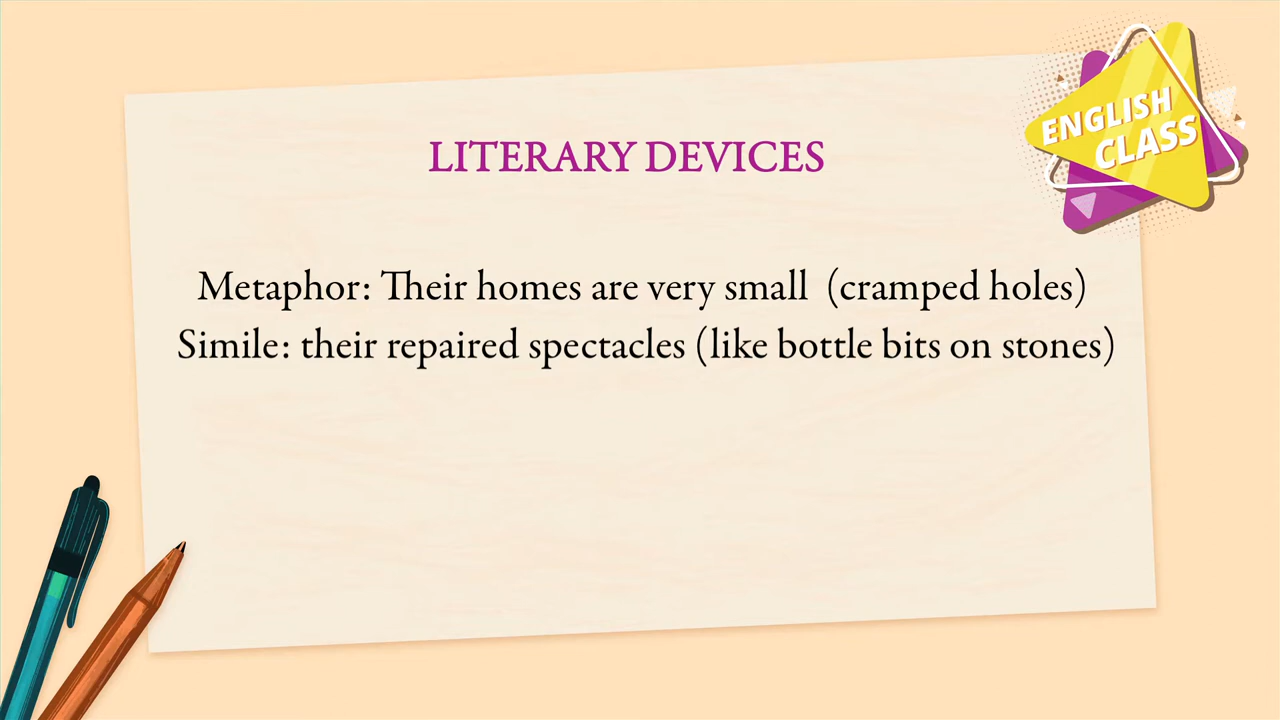 ENGLISH
CLASS
LITERARY DEVICES
Metaphor: Their homes are very small  (cramped holes)
Simile: their repaired spectacles (like bottle bits on stones)